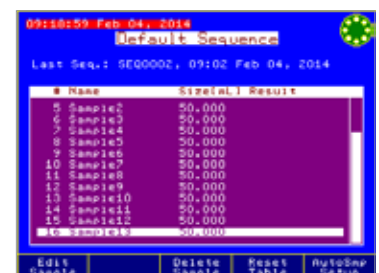 09:18:59 Feb 04, 2014
Default Sequence
Last Seq.: SEQ0002, 09:02 Feb 04, 2014
# Name Size[mL] Result
5 Sample2 50.000
6 Sample3 50.000
7 Sample4 50.000
8 Sample5 50.000
9 Sample6 50.000
10 Sample7 50.000
11 Sample8 50.000
12 Sample9 50.000
13 Sample10 50.000
14 Sample11 50.000
15 Sample12 50.000
16 Sample13 50.000
Edit Delete Reset AutoSmp
Sample Sample Table Setup